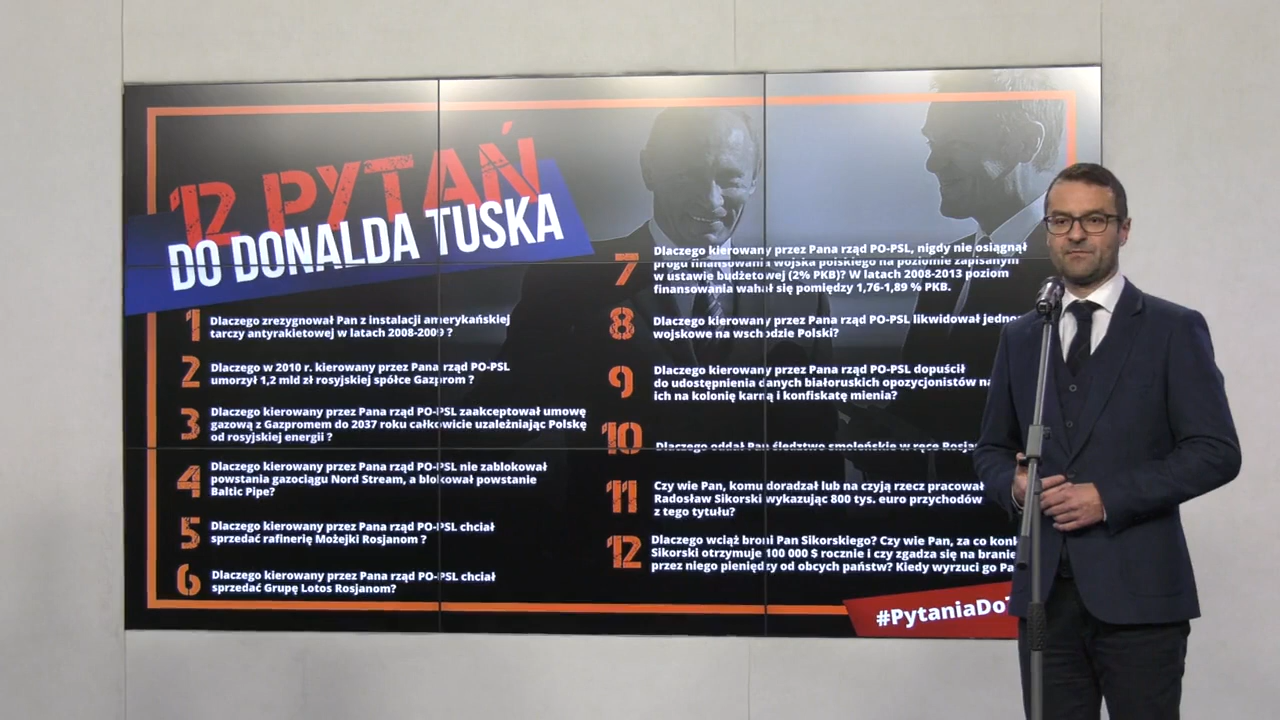 12 PYTAŃ
DO DONALDA TUSKA
1 Dlaczego zrezygnował Pan z instalacji amerykańskiej
tarczy antyrakietowej w latach 2008-2009 ?
2 Dlaczego w 2010 r. kierowany przez Pana rząd PO-PSL
umorzył 1,2 mld zł rosyjskiej spółce Gazprom ?
3 Dlaczego kierowany przez Pana rząd PO-PSL zaakceptował umowę
gazową z Gazpromem do 2037 roku całkowicie uzależniając Polskę
od rosyjskiej energii ?
4 Dlaczego kierowany przez Pana rząd PO-PSL nie zablokował
powstania gazociągu Nord Stream, a blokował powstanie
Baltic Pipe?
5 Dlaczego kierowany przez Pana rząd PO-PSL chciał
sprzedać rafinerię Możejki Rosjanom ?
6 Dlaczego kierowany przez Pana rząd PO-PSL chciał
sprzedać Grupę Lotos Rosjanom?
7 Dlaczego kierowany przez Pana rząd PO-PSL, nigdy nie osiągnął
progu finansowania wojska polskiego na poziomie zapisanym
w ustawie budżetowej (2% PKB)? W latach 2008-2013 poziom
finansowania wahał się pomiędzy 1,76-1,89 % PKB.
8 Dlaczego kierowany przez Pana rząd PO-PSL likwidował
wojskowe na wschodzie Polski?
9 Dlaczego kierowany przez Pana rząd PO-PSL dopuścił
do udostępnienia danych białoruskich opozycjonistów
ich na kolonię karną i konfiskatę mienia?
10 Dlaczego oddał Pan śledztwo smoleńskie w ręce
11 Czy wie Pan, komu doradzał lub na czyją rzecz pracował
Radosław Sikorski wykazując 800 tys. euro przychodów
z tego tytułu?
12 Dlaczego wciąż broni Pan Sikorskiego? Czy wie Pan, za co
Sikorski otrzymuje 100 000 $ rocznie i czy zgadza się na branie
przez niego pieniędzy od obcych państw? Kiedy wyrzuci go
#PytaniaDo